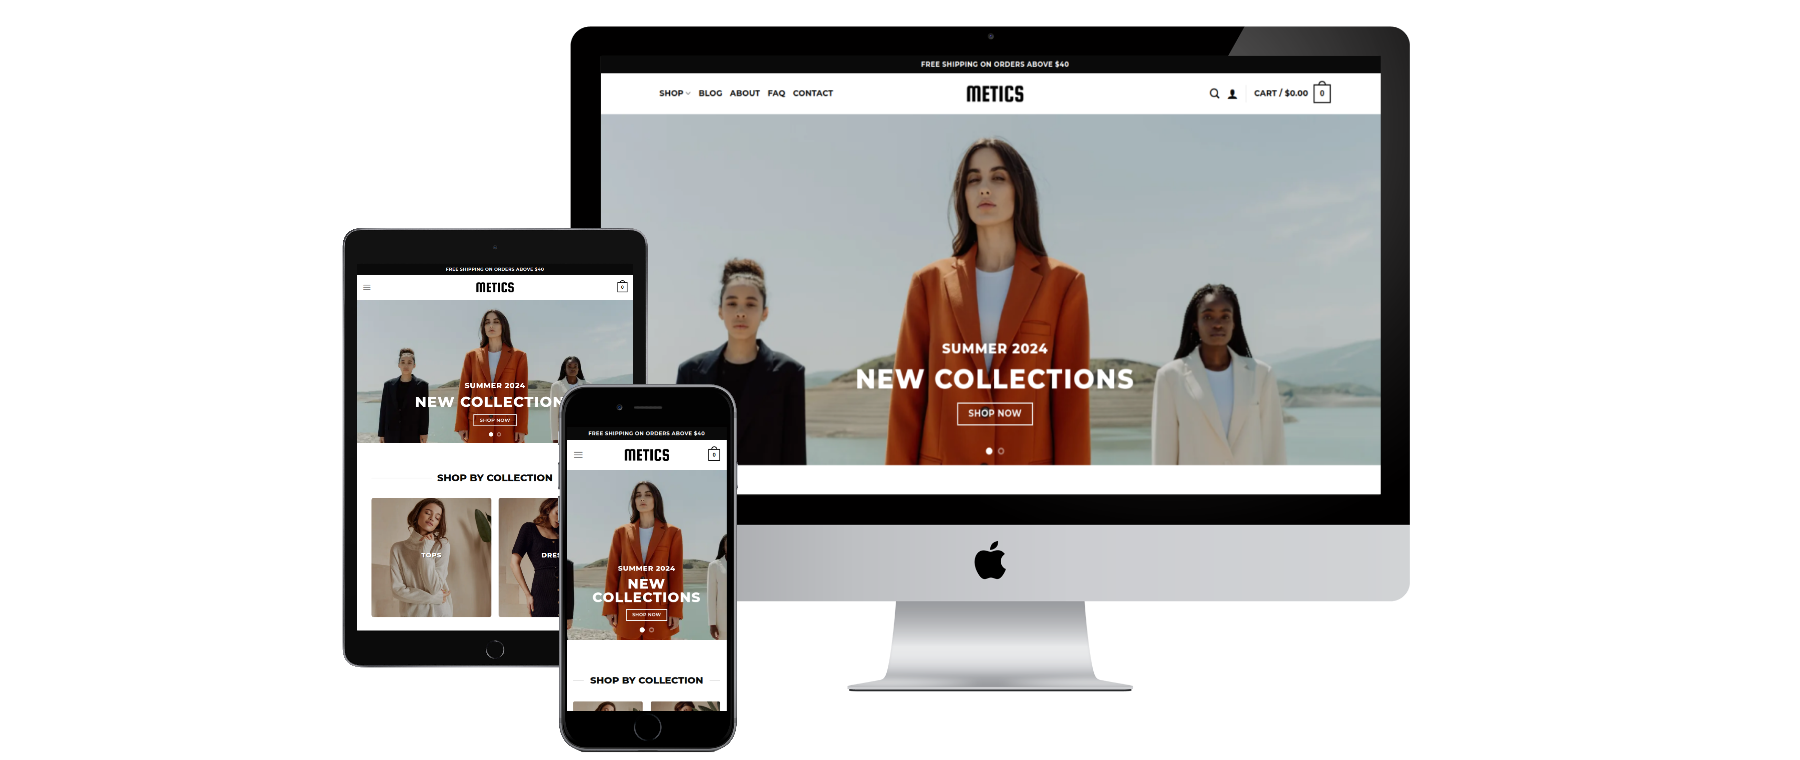 FREE SHIPPING ON ORDERS ABOVE $40
SHOP BLOG ABOUT FAQ CONTACT
METICS
CART / $0.00 0
SUMMER 2024
NEW COLLECTIONS
SHOP NOW
FREE SHIPPING ON ORDERS ABOVE $40
METICS
0
SUMMER 2024
NEW COLLECTION
SHOP NOW
SHOP BY COLLECTION
TOPS
DRES
FREE SHIPPING ON ORDERS ABOVE $40
METICS
0
SUMMER 2024
NEW
COLLECTIONS
SHOP NOW
SHOP BY COLLECTION